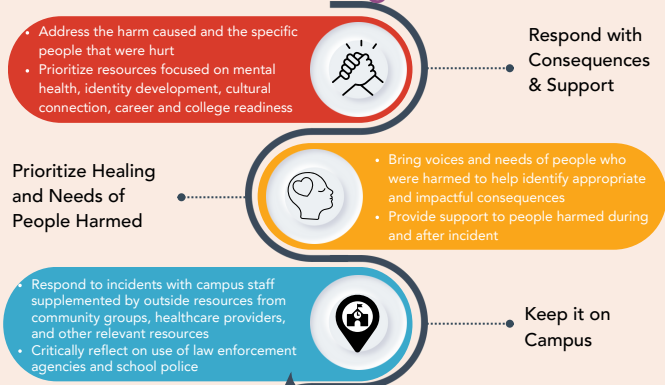 • Address the harm caused and the specific
people that were hurt
• Prioritize resources focused on mental
health, identity development, cultural
connection, career and college readiness
Respond with
Consequences
& Support
Prioritize Healing
and Needs of
People Harmed
• Bring voices and needs of people who
were harmed to help identify appropriate
and impactful consequences
• Provide support to people harmed during
and after incident
• Respond to incidents with campus staff
supplemented by outside resources from
community groups, healthcare providers,
and other relevant resources
• Critically reflect on use of law enforcement
agencies and school police
Keep it on
Campus